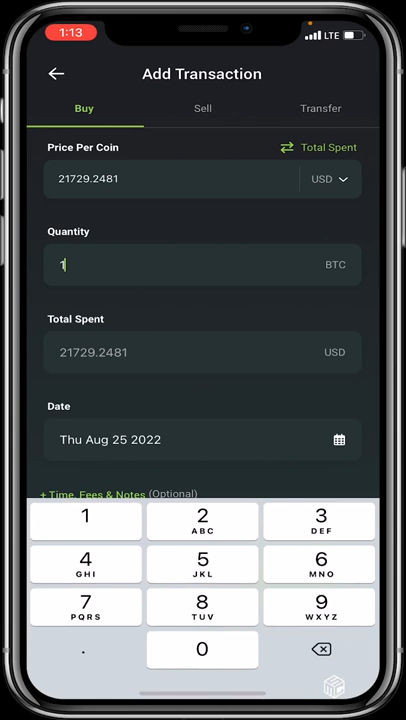 1:13
LTE
Add Transaction
Buy Sell Transfer
Price Per Coin Total Spent
21729.2481 USD
Quantity
1 BTC
Total Spent
21729.2481 USD
Date
Thu Aug 25 2022
+ Time, Fees & Notes (Optional)
1 2 3
ABC DEF
4 5 6
GHI JKL MNO
7 8 9
PQRS TUV WXYZ
. 0